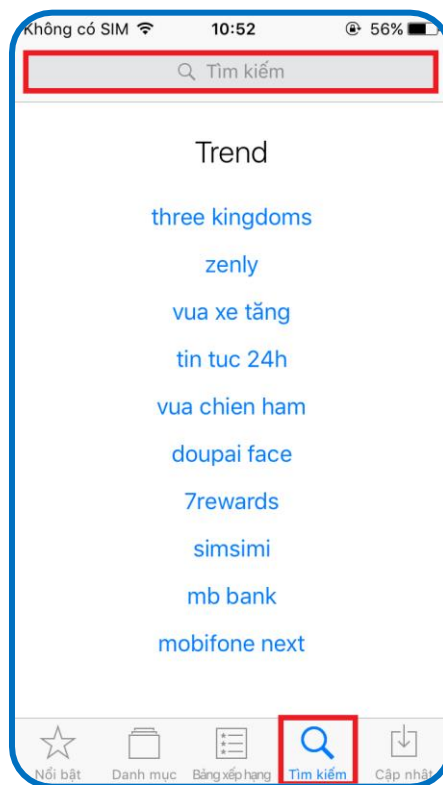 Không có SIM 10:52 56%
Tìm kiếm
Trend
three kingdoms
zenly
vua xe tăng
tin tuc 24h
vua chien ham
doupai face
7rewards
simsimi
mb bank
mobifone next
Nổi bật Danh mục Bảng xếp hạng Tìm kiếm Cập nhật